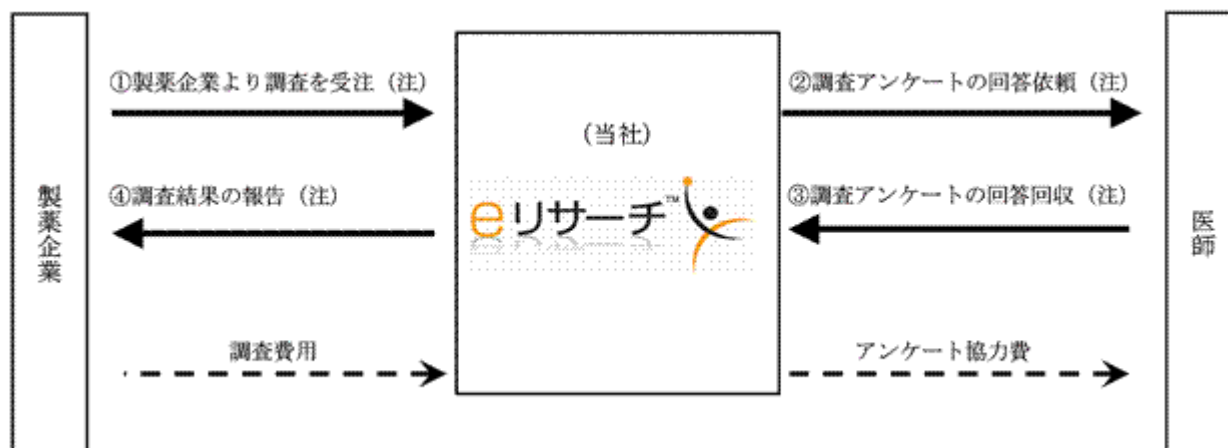 製薬企業
①製薬企業より調査を受注（注）
④調査結果の報告（注）
調査費用
（当社）
eリサーチ™
②調査アンケートの回答依頼（注）
③調査アンケートの回答回収（注）
アンケート協力費
医師